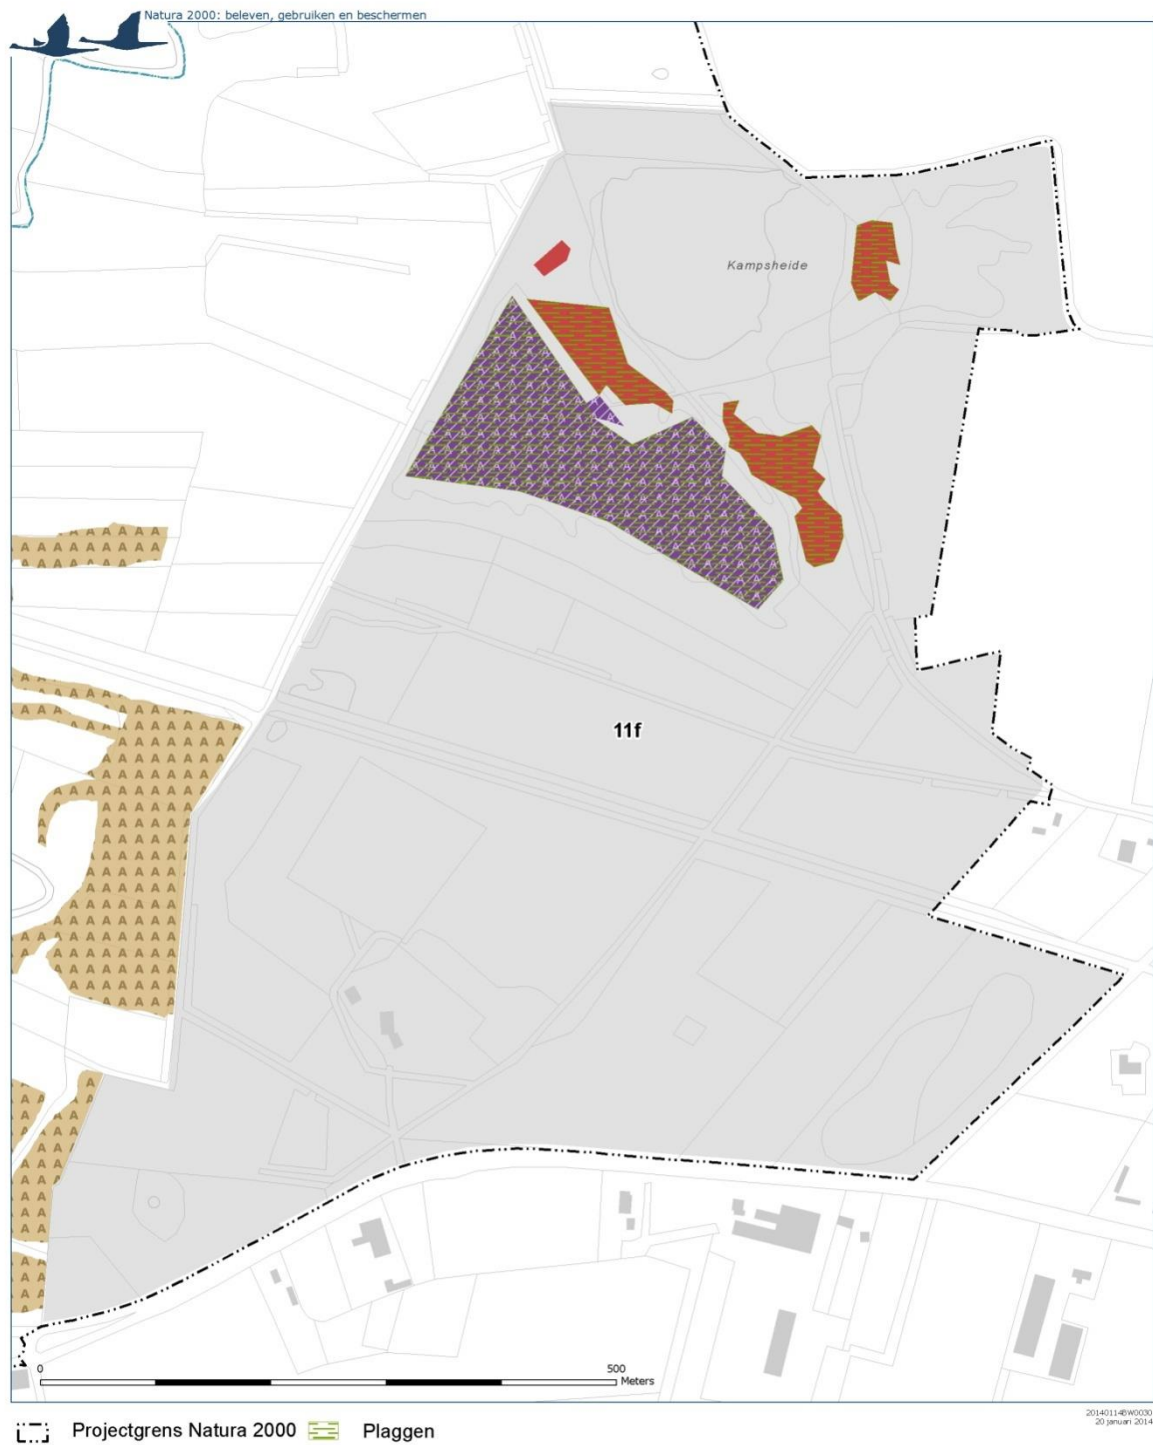 Natura 2000: beleven, gebruiken en beschermen
Kampsheide
11f
0 500
Meters
20140114BW0030
20 januari 2014
Projectgrens Natura 2000 Plaggen